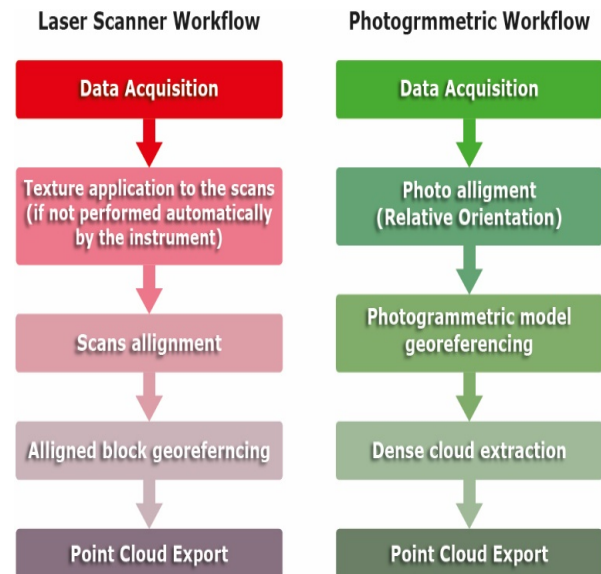 Laser Scanner Workflow
Data Acquisition
Texture application to the scans
(if not performed automatically
by the instrument)
Scans allignment
Alligned block georeferncing
Point Cloud Export
Photogrmmetric Workflow
Data Acquisition
Photo alligment
(Relative Orientation)
Photogrammetric model
georeferencing
Dense cloud extraction
Point Cloud Export